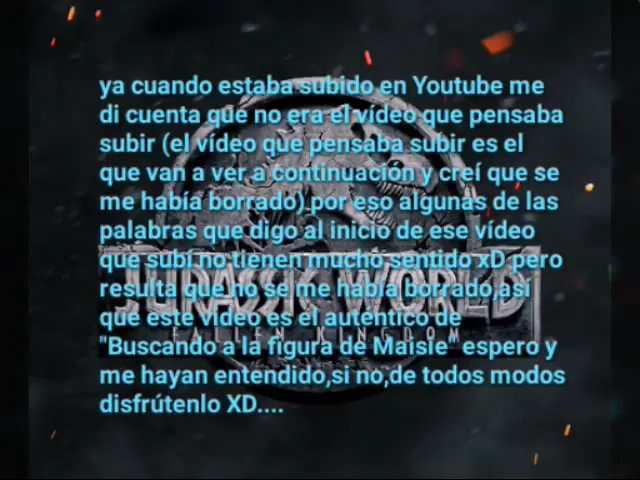 ya cuando estaba subido en Youtube me
di cuenta que no era el vídeo que pensaba
subir (el vídeo que pensaba subir es el
que van a ver a continuación y creí que se
me había borrado),por eso algunas de las
palabras que digo al inicio de ese vídeo
que subí no tienen mucho sentido xD,pero
JURASSIC WORLD
resulta que no se me había borrado,así
que este vídeo es el auténtico de
FALLEN KINGDOM
"Buscando a la figura de Maisie" espero y
me hayan entendido,si no,de todos modos
disfrútenlo XD....